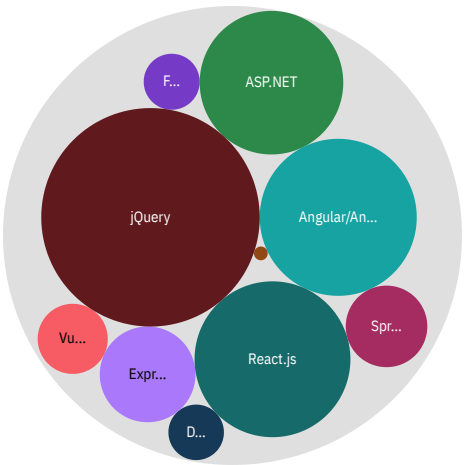 F...
ASP.NET
jQuery
Angular/An...
Vu...
Spr...
Expr...
React.js
D...